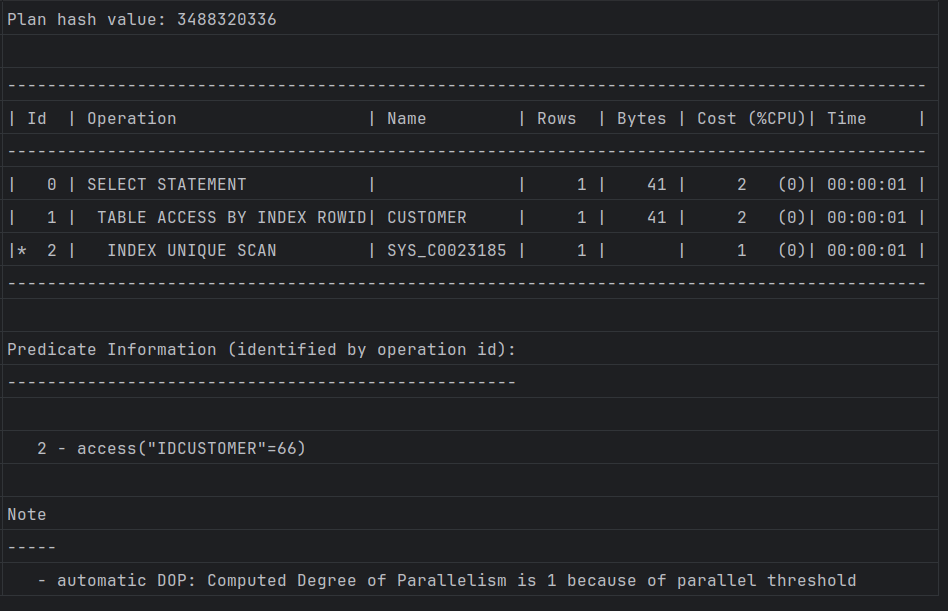 Plan hash value: 3488320336
--------------------------------------------------------------------------------------------
| Id  | Operation                   | Name         | Rows  | Bytes | Cost (%CPU)| Time     |
--------------------------------------------------------------------------------------------
|   0 | SELECT STATEMENT            |              |     1 |    41 |     2   (0)| 00:00:01 |
|   1 |  TABLE ACCESS BY INDEX ROWID| CUSTOMER     |     1 |    41 |     2   (0)| 00:00:01 |
|*  2 |   INDEX UNIQUE SCAN         | SYS_C0023185 |     1 |       |     1   (0)| 00:00:01 |
--------------------------------------------------------------------------------------------
Predicate Information (identified by operation id):
---------------------------------------------------
   2 - access("IDCUSTOMER"=66)
Note
-----
   - automatic DOP: Computed Degree of Parallelism is 1 because of parallel threshold